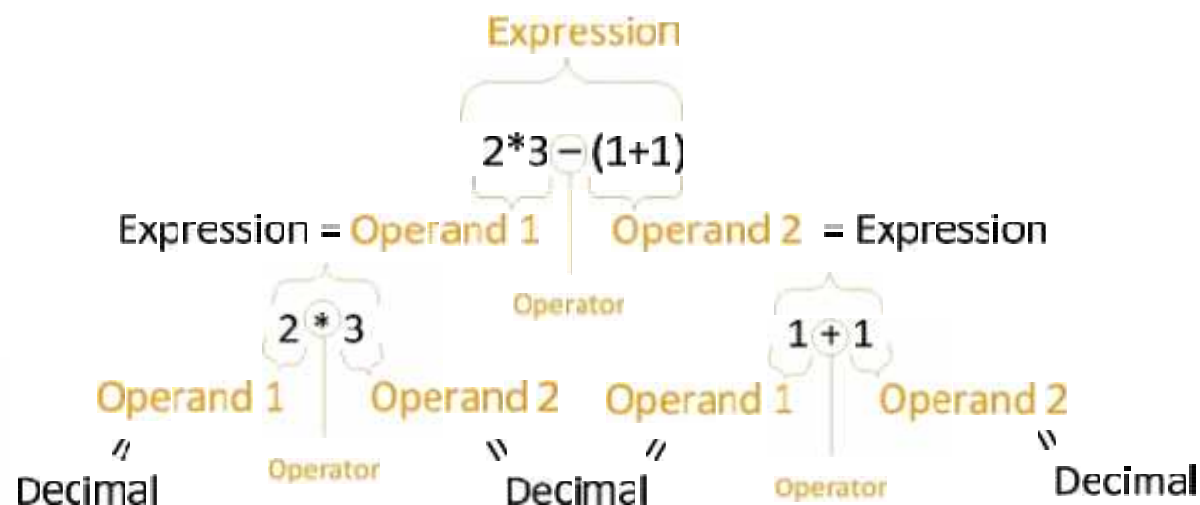 Expression
2*3 − (1+1)
Expression = Operand 1 Operand 2 = Expression
Operator
2 * 3 1 + 1
Operand 1 Operand 2 Operand 1 Operand 2
= = = =
Operator Operator
Decimal Decimal Decimal